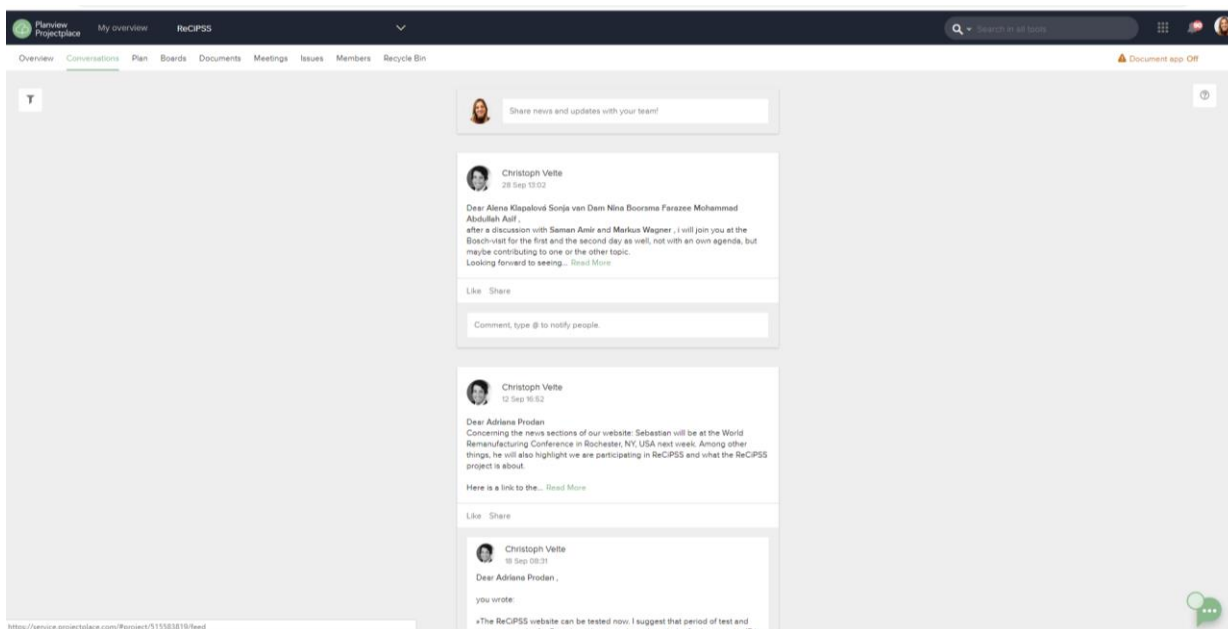 Planview
Projectplace
My overview
ReCiPSS
Search in all tools
Overview Conversations Plan Boards Documents Meetings Issues Members Recycle Bin
Document app Off
Share news and updates with your team!
Christoph Velte
28 Sep 13:02
Dear Alena Klapalová Sonja van Dam Nina Boorsma Farazee Mohammad
Abdullah Asif ,
after a discussion with Saman Amir and Markus Wagner , i will join you at the
Bosch-visit for the first and the second day as well, not with an own agenda, but
maybe contributing to one or the other topic.
Looking forward to seeing... Read More
Like Share
Comment, type @ to notify people.
Christoph Velte
12 Sep 16:52
Dear Adriana Prodan
Concerning the news sections of our website: Sebastian will be at the World
Remanufacturing Conference in Rochester, NY, USA next week. Among other
things, he will also highlight we are participating in ReCiPSS and what the ReCiPSS
project is about.
Here is a link to the... Read More
Like Share
Christoph Velte
18 Sep 08:31
Dear Adriana Prodan ,
you wrote:
»The ReCiPSS website can be tested now. I suggest that period of test and
https://service.projectplace.com/#project/515583819/feed